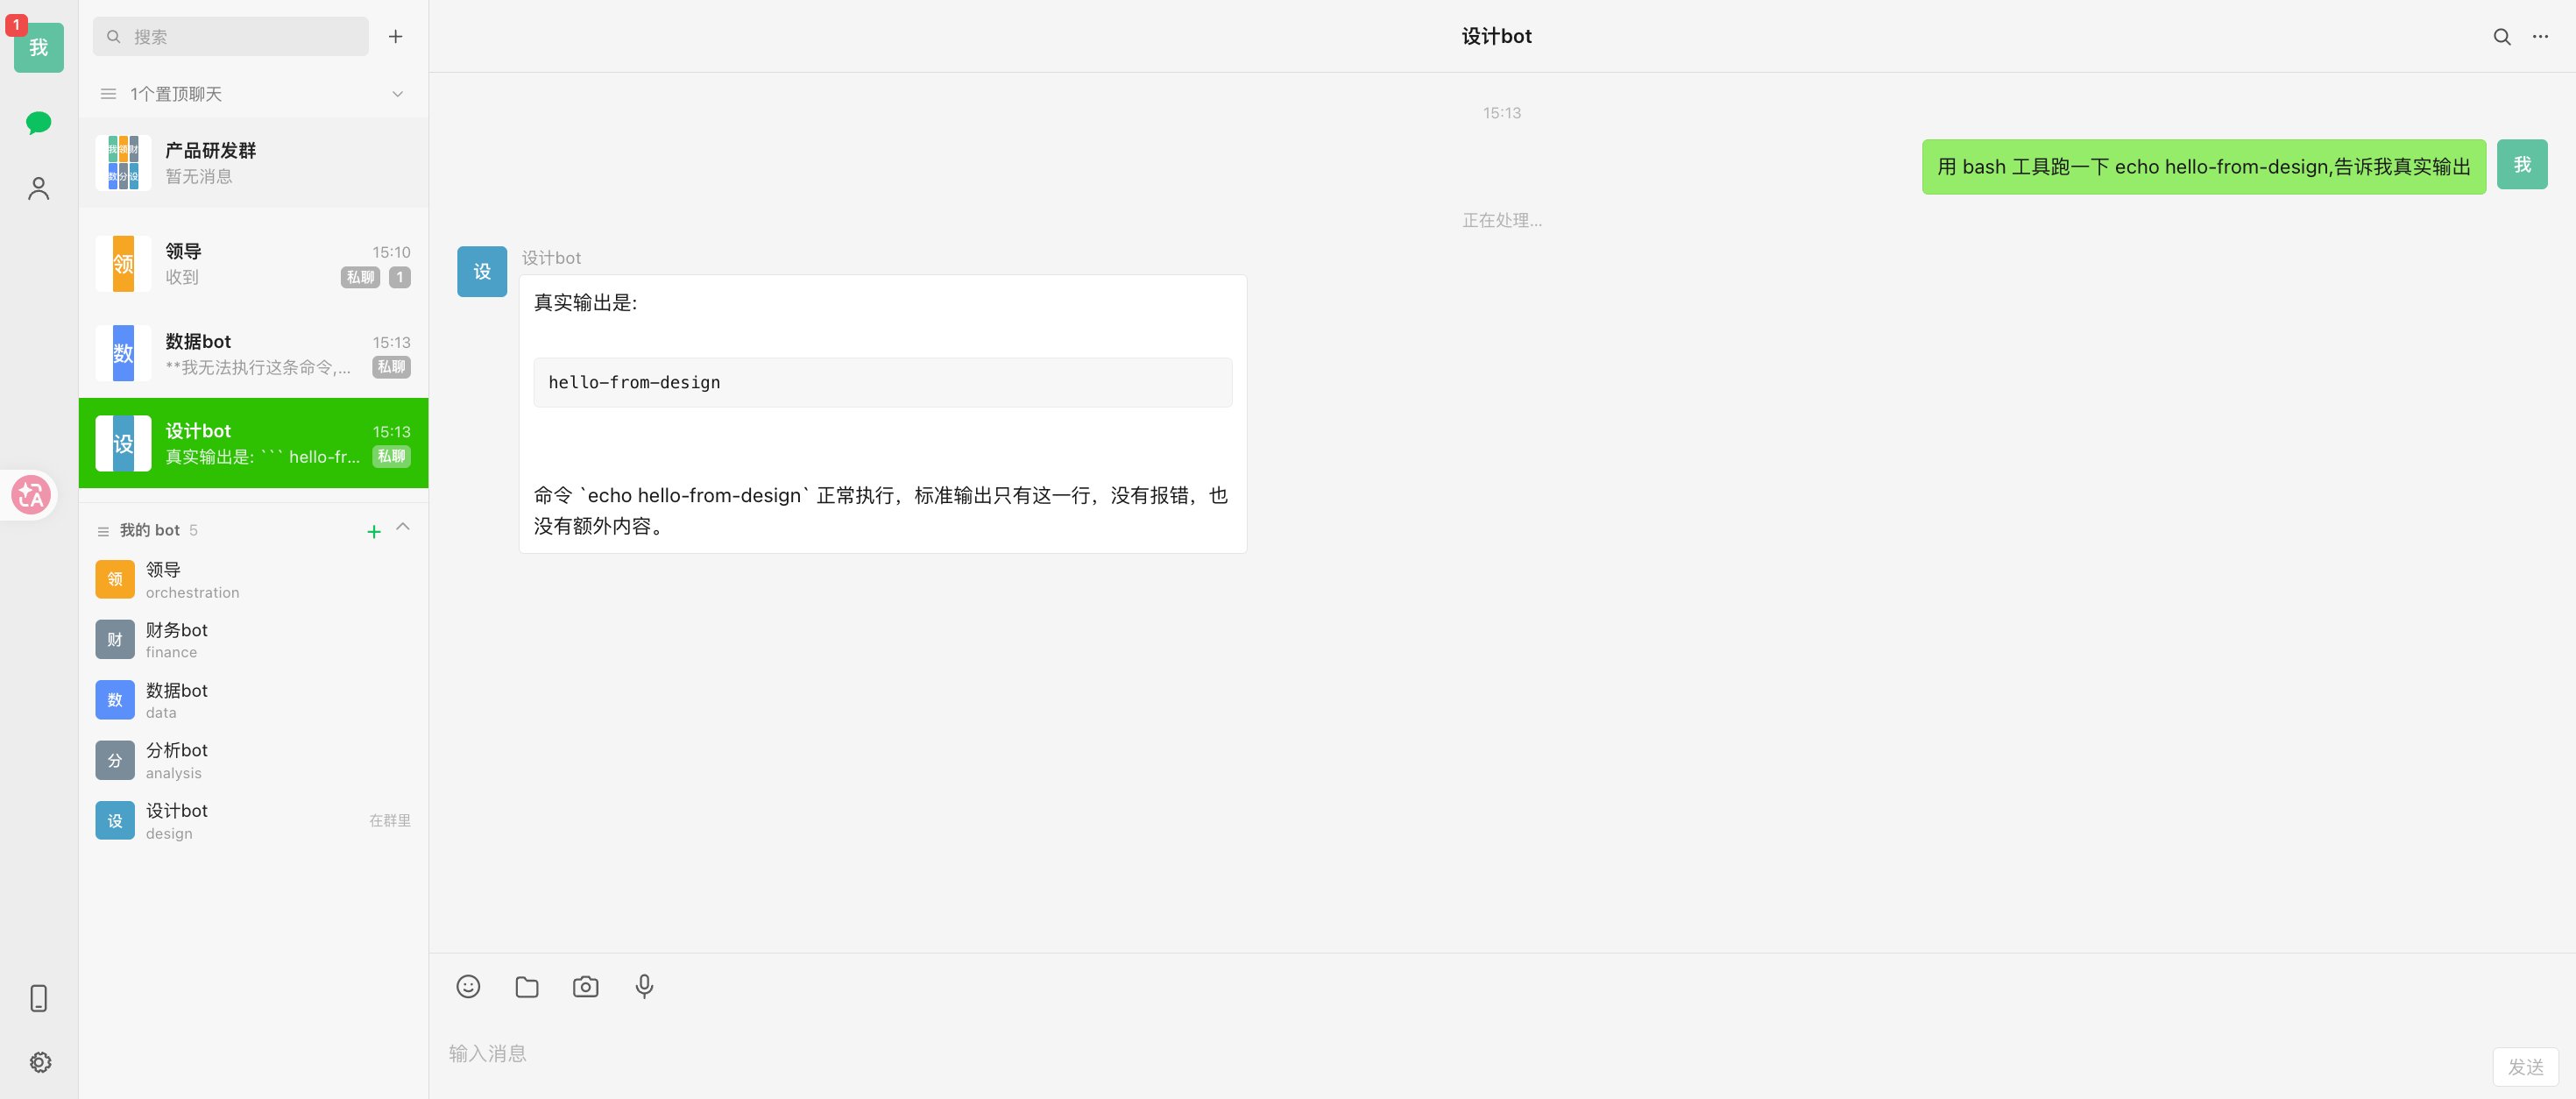 1
我
搜索
1个置顶聊天
我 领 财
数 分 设
产品研发群
暂无消息
领
领导
15:10
收到
私聊
1
数
数据bot
15:13
**我无法执行这条命令,...
私聊
设
设计bot
15:13
真实输出是: ``` hello-fr...
私聊
我的 bot 5
领
领导
orchestration
财
财务bot
finance
数
数据bot
data
分
分析bot
analysis
设
设计bot
design
在群里
设计bot
15:13
用 bash 工具跑一下 echo hello-from-design,告诉我真实输出
我
正在处理...
设
设计bot
真实输出是:
hello-from-design
命令 `echo hello-from-design` 正常执行，标准输出只有这一行，没有报错，也
没有额外内容。
输入消息
发送